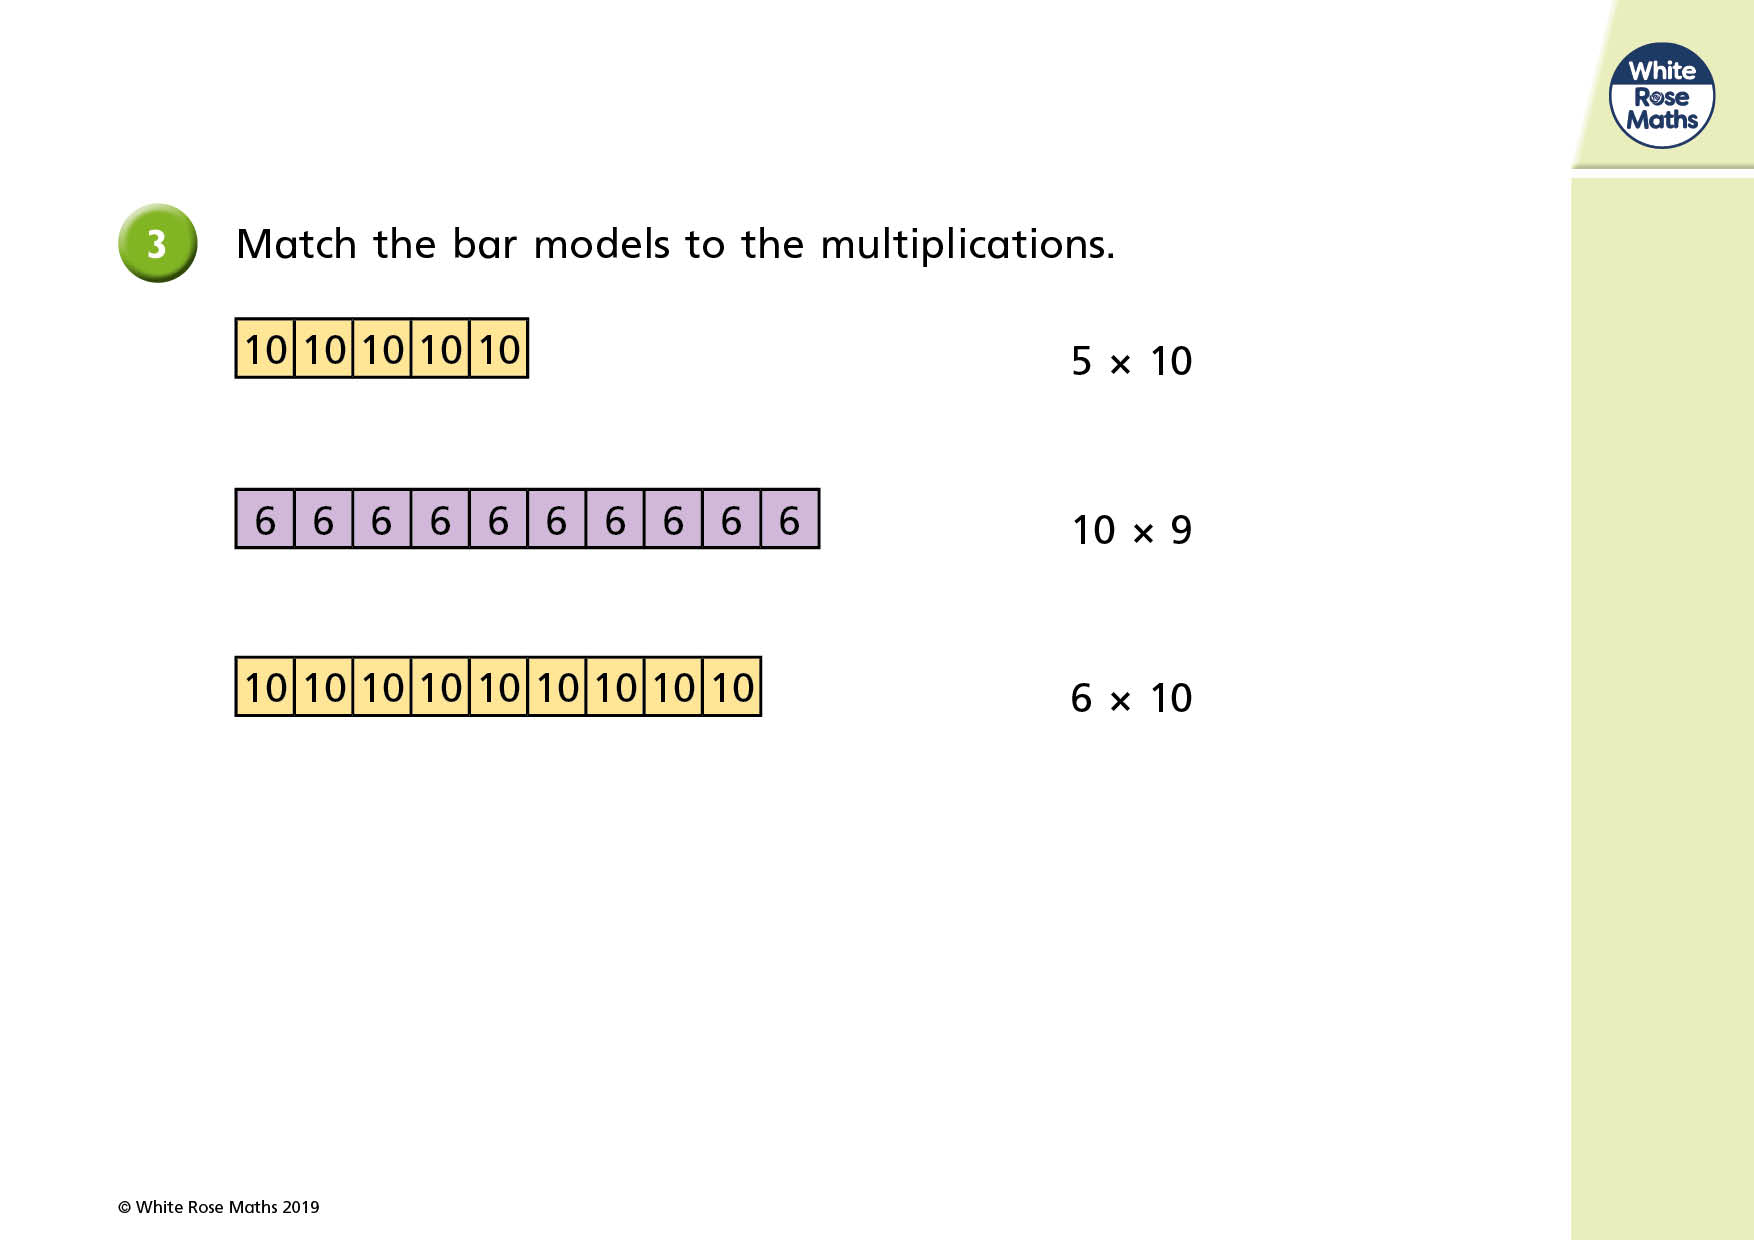 White
Rose
Maths
3 Match the bar models to the multiplications.
10 10 10 10 10
5 × 10
6 6 6 6 6 6 6 6 6 6
10 × 9
10 10 10 10 10 10 10 10 10
6 × 10
© White Rose Maths 2019